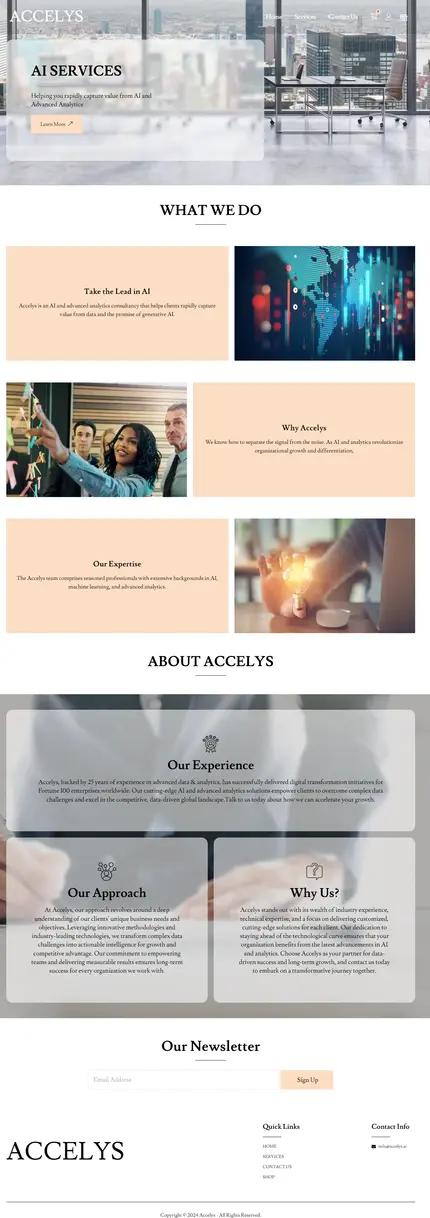 ACCELYS
Home Services Contact Us
AI SERVICES
Helping you rapidly capture value from AI and
Advanced Analytics
Learn More
WHAT WE DO
Take the Lead in AI
Accelys is an AI and advanced analytics consultancy that helps clients rapidly capture
value from data and the promise of generative AI.
Why Accelys
We know how to separate the signal from the noise. As AI and analytics revolutionize
organizational growth and differentiation,
Our Expertise
The Accelys team comprises seasoned professionals with extensive backgrounds in AI,
machine learning, and advanced analytics.
ABOUT ACCELYS
Our Experience
Accelys, backed by 25 years of experience in advanced data & analytics, has successfully delivered digital transformation initiatives for
Fortune 100 enterprises worldwide. Our cutting-edge AI and advanced analytics solutions empower clients to overcome complex data
challenges and excel in the competitive, data-driven global landscape.Talk to us today about how we can accelerate your growth.
Our Approach
At Accelys, our approach revolves around a deep
understanding of our clients' unique business needs and
objectives. Leveraging innovative methodologies and
industry-leading technologies, we transform complex data
challenges into actionable intelligence for growth and
competitive advantage. Our commitment to empowering
teams and delivering measurable results ensures long-term
success for every organization we work with.
Why Us?
Accelys stands out with its wealth of industry experience,
technical expertise, and a focus on delivering customized,
cutting-edge solutions for each client. Our dedication to
staying ahead of the technological curve ensures that your
organization benefits from the latest advancements in AI
and analytics. Choose Accelys as your partner for data-
driven success and long-term growth, and contact us today
to embark on a transformative journey together.
Our Newsletter
Email Address
Sign Up
ACCELYS
Quick Links
HOME
SERVICES
CONTACT US
SHOP
Contact Info
info@accelys.ai
Copyright © 2024 Accelys - All Rights Reserved.